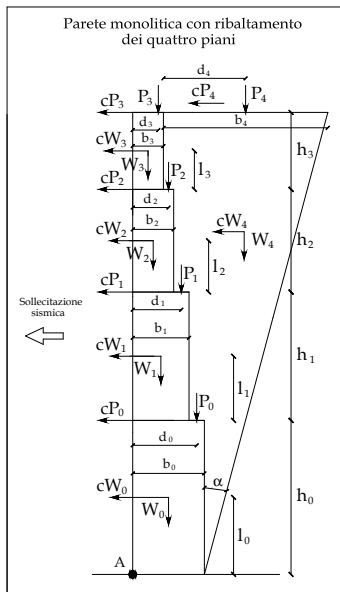 Parete monolitica con ribaltamento
dei quattro piani
d₄
P₃ cP₄ P₄
cP₃
d₃ b₄
cW₃ b₃
W₃ l₃ h₃
P₂
cP₂
d₂
cW₂ b₂ cW₄
W₂ l₂ W₄ h₂
cP₁ P₁
d₁
Sollecitazione
sismica
b₁
cW₁
W₁ l₁ h₁
P₀
cP₀
d₀
b₀
α
cW₀
W₀ l₀ h₀
A